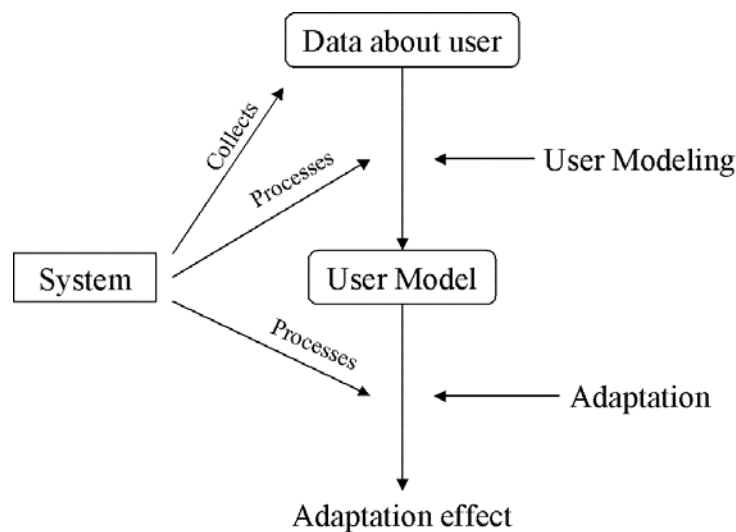 Data about user
Collects
Processes
User Modeling
System
User Model
Processes
Adaptation
Adaptation effect